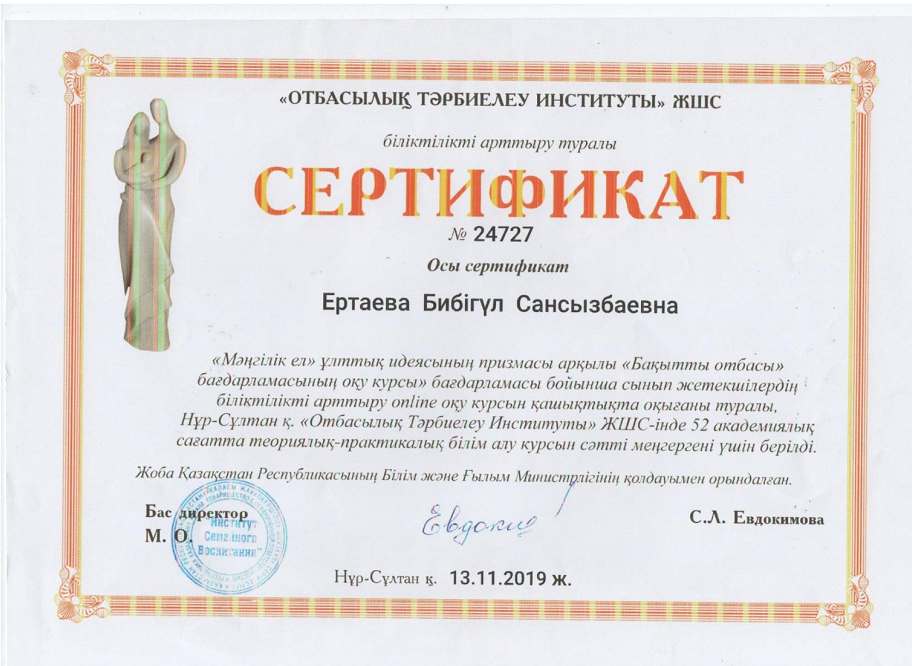 «ОТБАСЫЛЫҚ ТӘРБИЕЛЕУ ИНСТИТУТЫ» ЖШС
біліктілікті арттыру туралы
СЕРТИФИКАТ
№ 24727
Осы сертификат
Ертаева Бибігүл Сансызбаевна
«Мәңгілік ел» ұлттық идеясының призмасы арқылы «Бақытты отбасы»
бағдарламасының оқу курсы» бағдарламасы бойынша сынып жетекшілердің
біліктілікті арттыру online оқу курсын қашықтықта оқығаны туралы,
Нұр-Сұлтан қ. «Отбасылық Тәрбиелеу Институты» ЖШС-інде 52 академиялық
сағатта теориялық-практикалық білім алу курсын сәтті меңгергені үшін берілді.
Жоба Қазақстан Республикасының Білім және Ғылым Министрлігінің қолдауымен орындалған.
Бас директор
М. О.
Институт
Семейного
Воспитания"
С.Л. Евдокимова
Нұр-Сұлтан қ. 13.11.2019 ж.